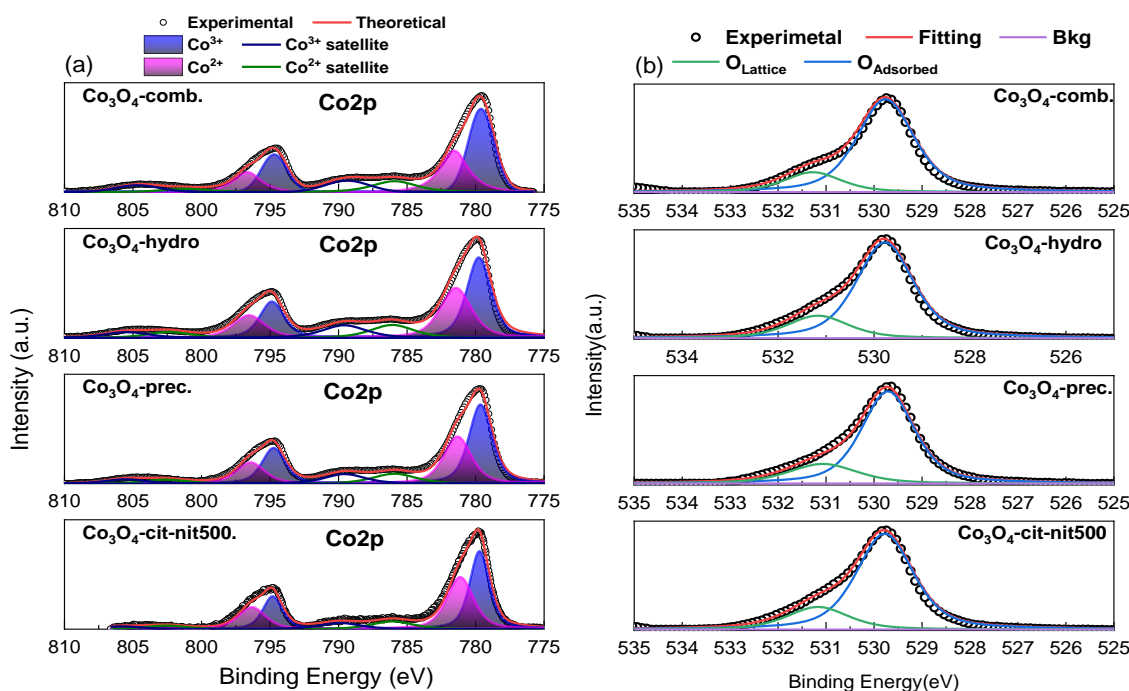 Experimental Theoretical
Co³⁺ Co³⁺ satellite
Co²⁺ Co²⁺ satellite
(a)
Co₃O₄-comb.
Co2p
810 805 800 795 790 785 780 775
Co₃O₄-hydro
Co2p
810 805 800 795 790 785 780 775
Co₃O₄-prec.
Co2p
810 805 800 795 790 785 780 775
Co₃O₄-cit-nit500.
Co2p
810 805 800 795 790 785 780 775
Intensity (a.u.)
Binding Energy (eV)
Experimetal Fitting Bkg
O_Lattice O_Adsorbed
(b)
Co₃O₄-comb.
535 534 533 532 531 530 529 528 527 526 525
Co₃O₄-hydro
534 532 530 528 526
Co₃O₄-prec.
535 534 533 532 531 530 529 528 527 526 525
Co₃O₄-cit-nit500
535 534 533 532 531 530 529 528 527 526 525
Intensity(a.u.)
Binding Energy(eV)